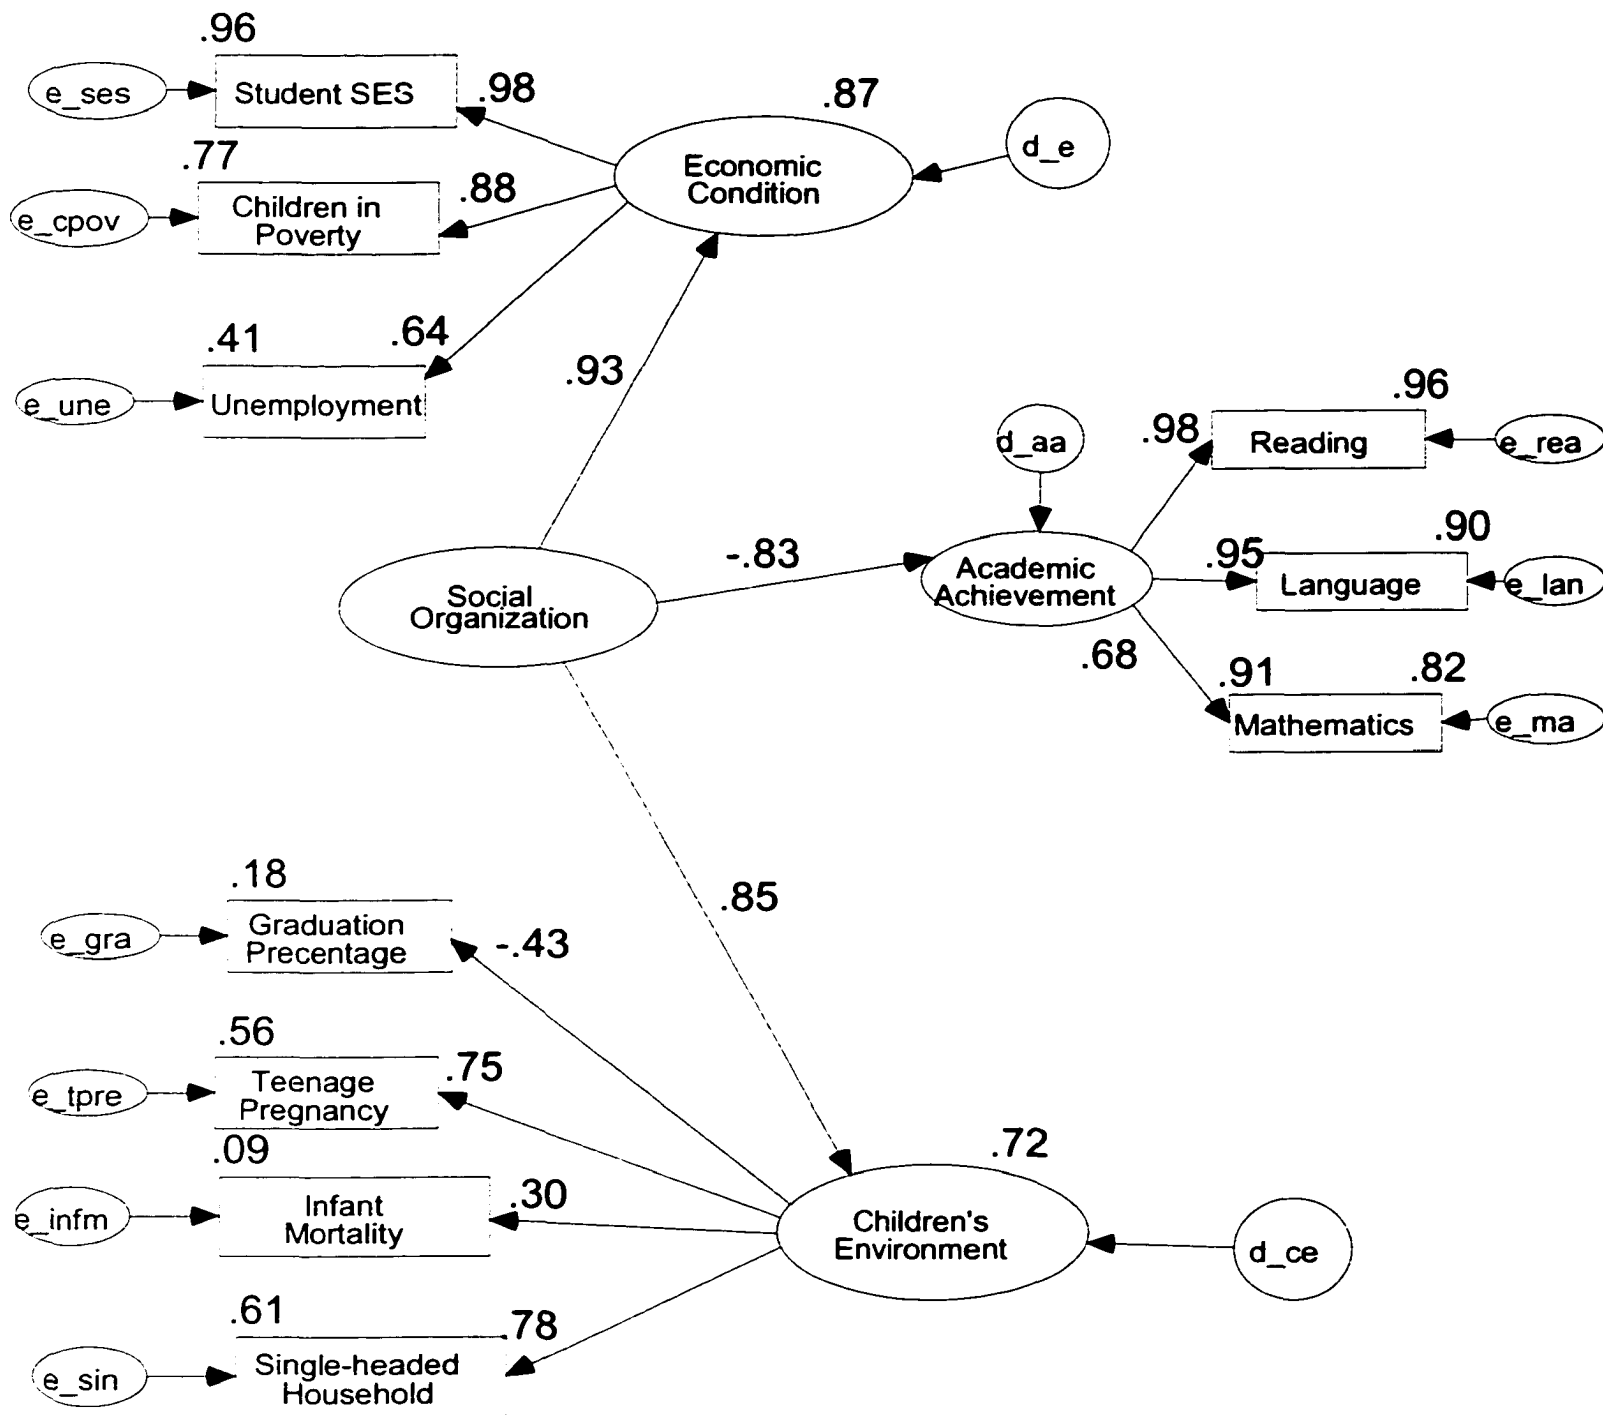 .96
e_ses
Student SES
.98
.87
Economic
Condition
d_e
.77
e_cpov
Children in
Poverty
.88
.41
.64
e_une
Unemployment
.93
d_aa
.98
.96
Reading
e_rea
-.83
Academic
Achievement
.95
.90
Language
e_lan
Social
Organization
.68
.91
.82
Mathematics
e_ma
.85
.18
e_gra
Graduation
Precentage
-.43
.56
e_tpre
Teenage
Pregnancy
.75
.09
e_infm
Infant
Mortality
.30
.72
Children's
Environment
d_ce
.61
.78
e_sin
Single-headed
Household